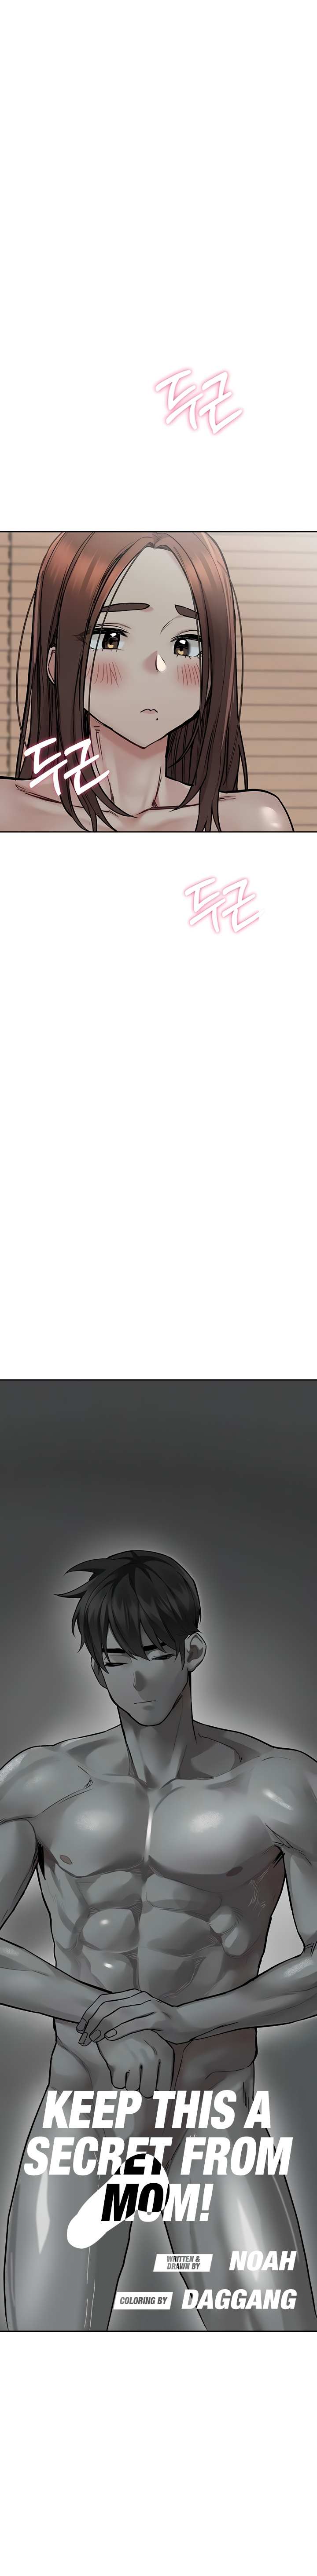 두근
두근
두근
KEEP THIS A
SECRET FROM
MOM!
WRITTEN &
DRAWN BY
NOAH
COLORING BY
DAGGANG